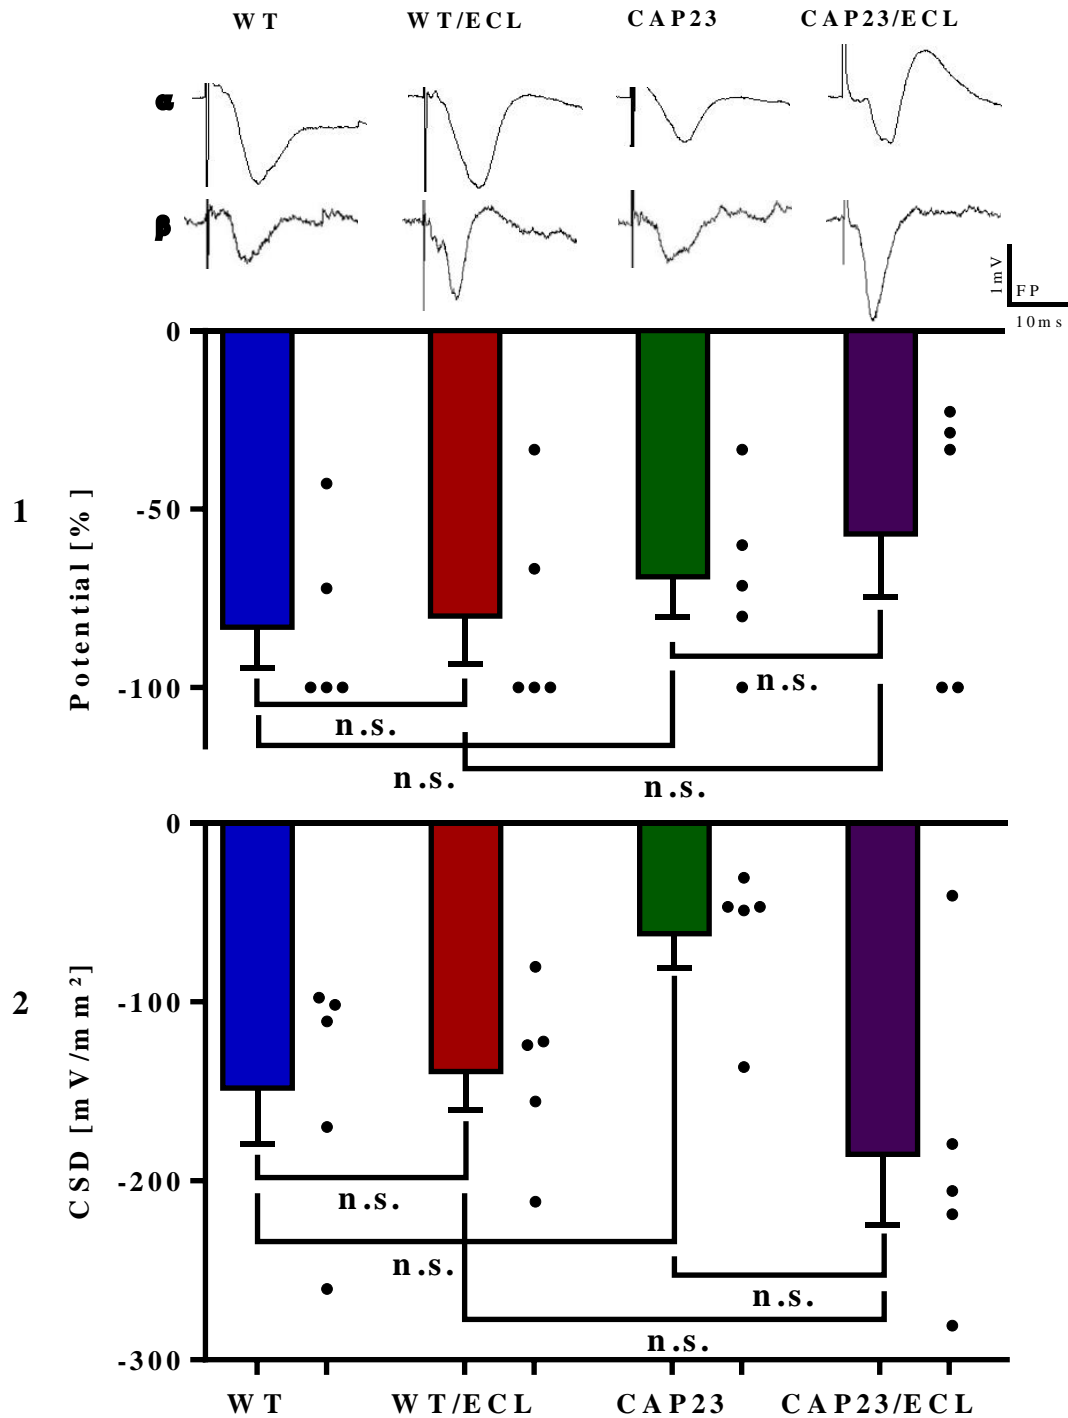 WT WT/ECL CAP23 CAP23/ECL
α
β
1mV
FP
10ms
0
-50
-100
1
Potential [%]
n.s.
n.s.
n.s.
n.s.
0
-100
-200
-300
2
CSD [mV/mm²]
n.s.
n.s.
n.s.
n.s.
WT WT/ECL CAP23 CAP23/ECL